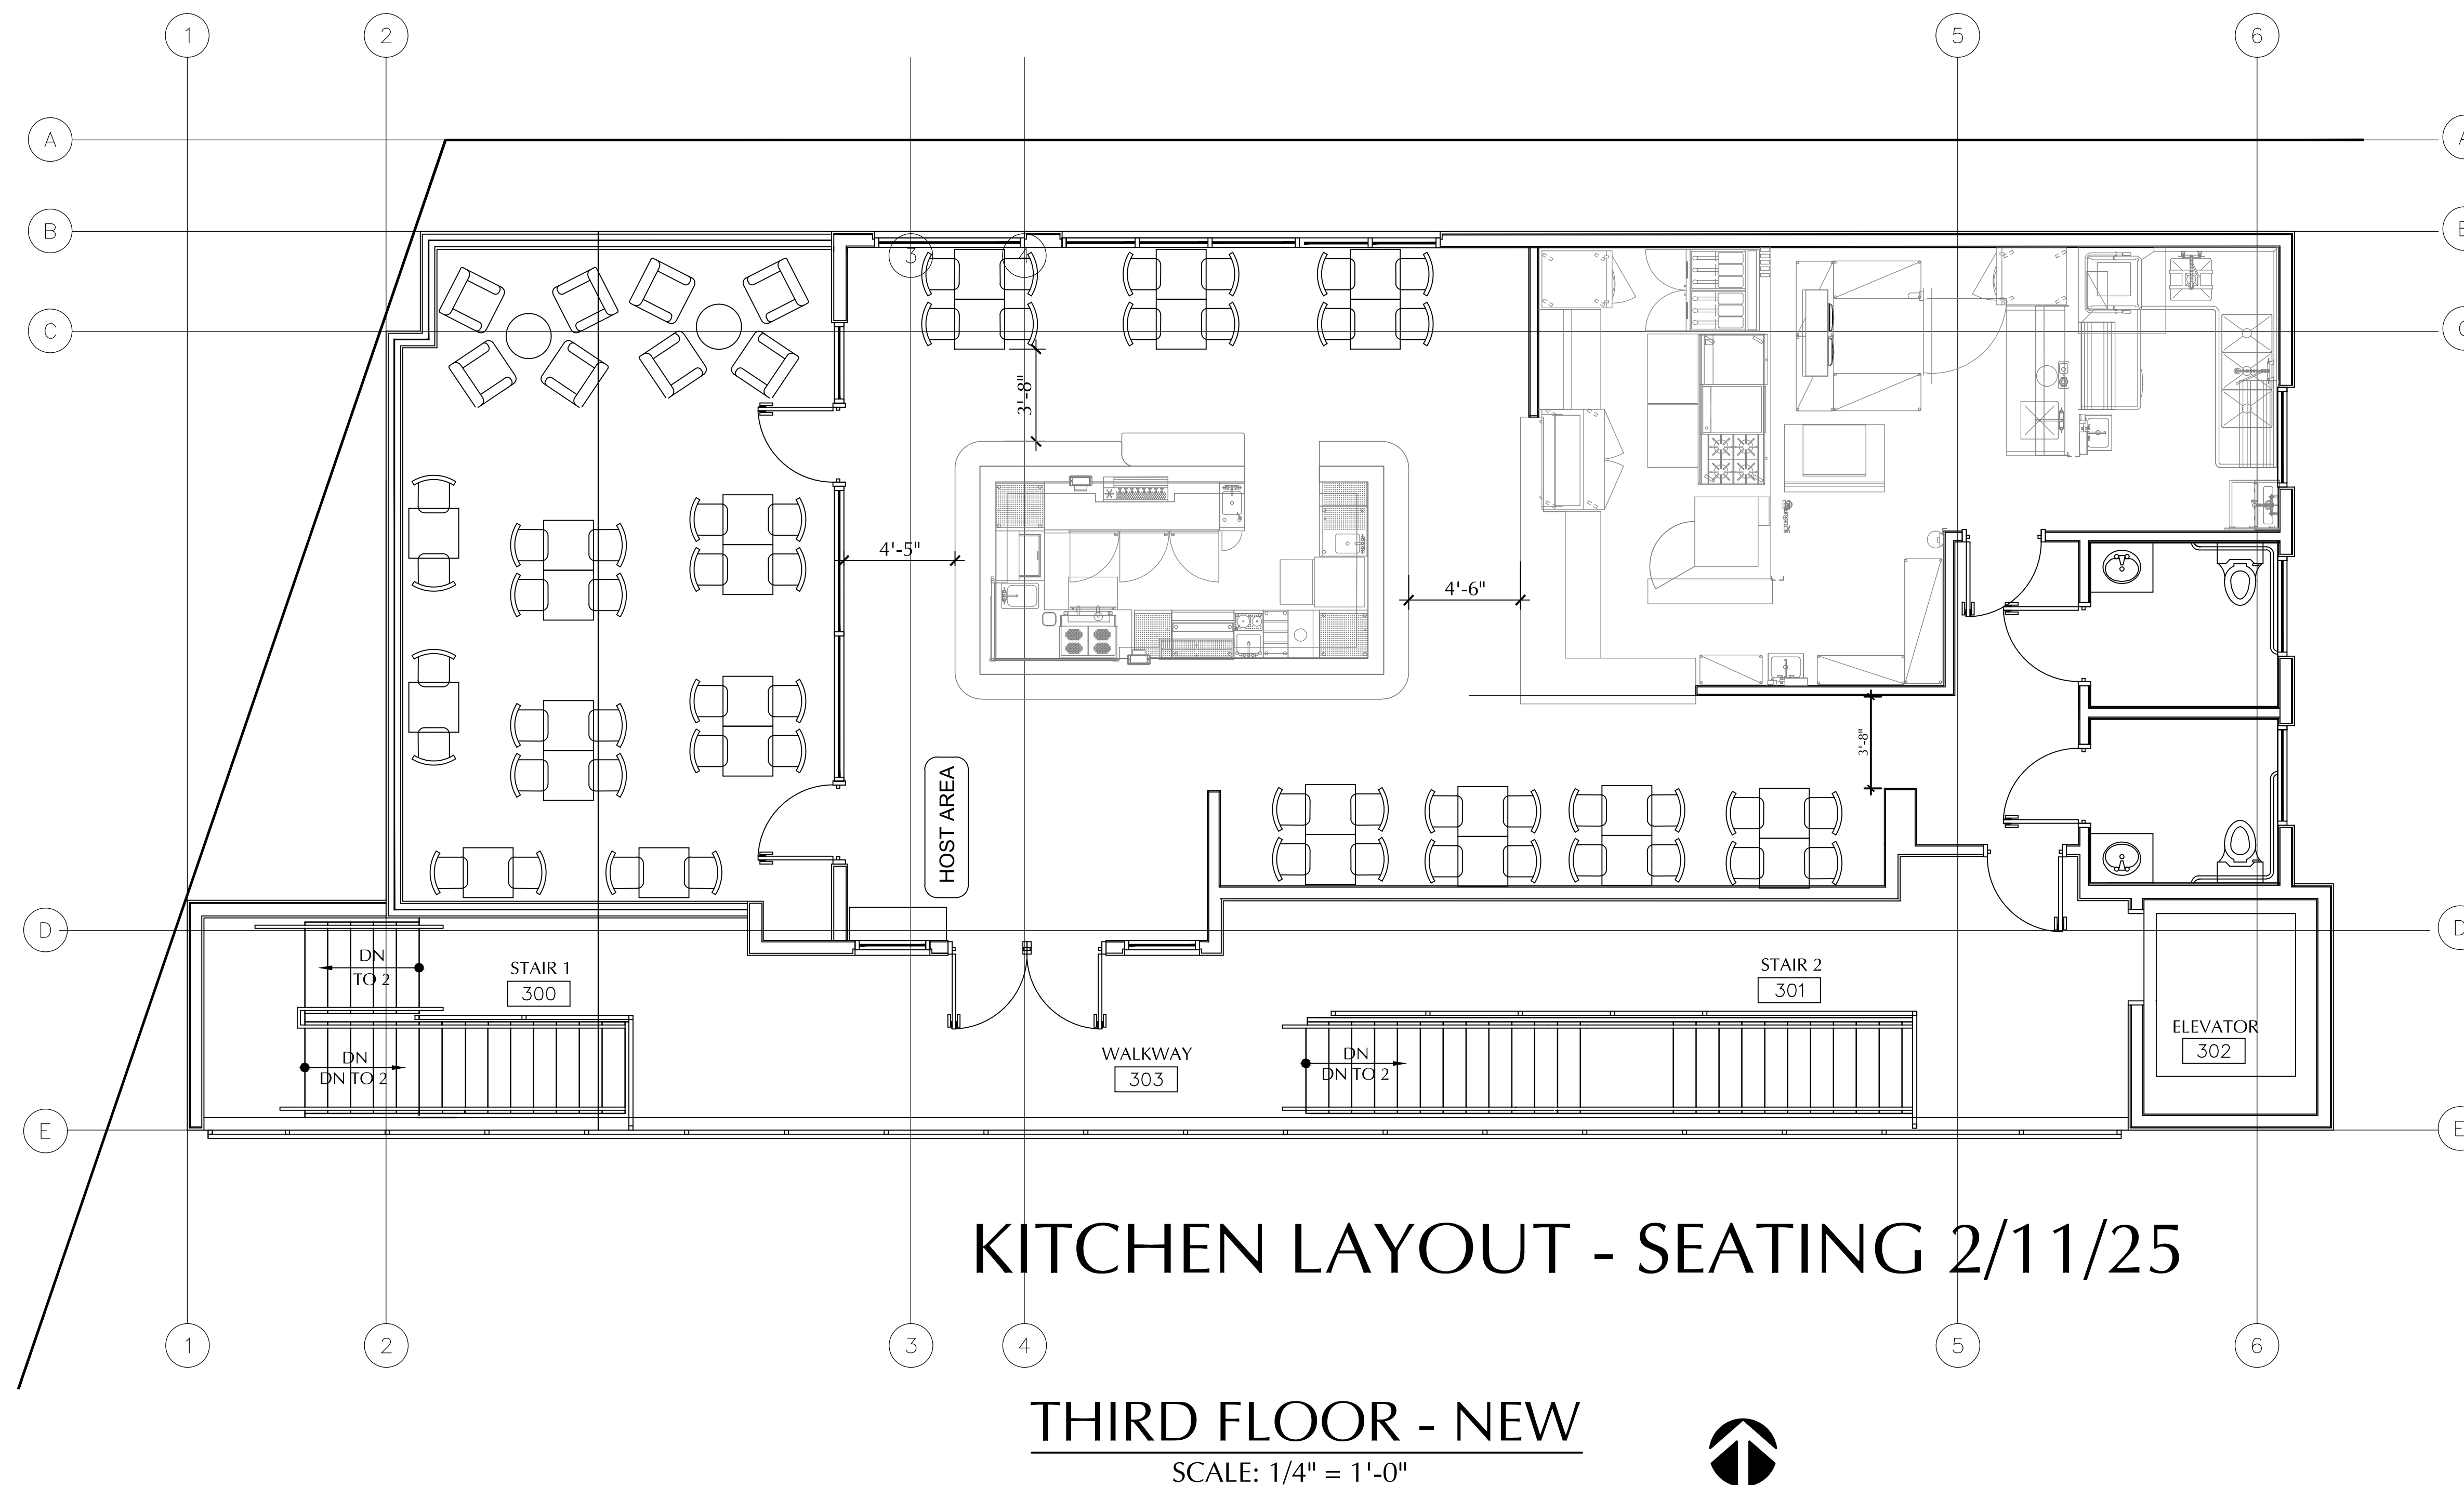 1
2
5
6
A
A
B
B
3
4
C
C
3'-8"
4'-5"
4'-6"
3'-8"
HOST AREA
D
D
DN
TO 2
STAIR 1
300
STAIR 2
301
ELEVATOR
302
DN
DN TO 2
WALKWAY
303
DN
DN TO 2
E
E
KITCHEN LAYOUT - SEATING 2/11/25
1
2
3
4
5
6
THIRD FLOOR - NEW
SCALE: 1/4" = 1'-0"